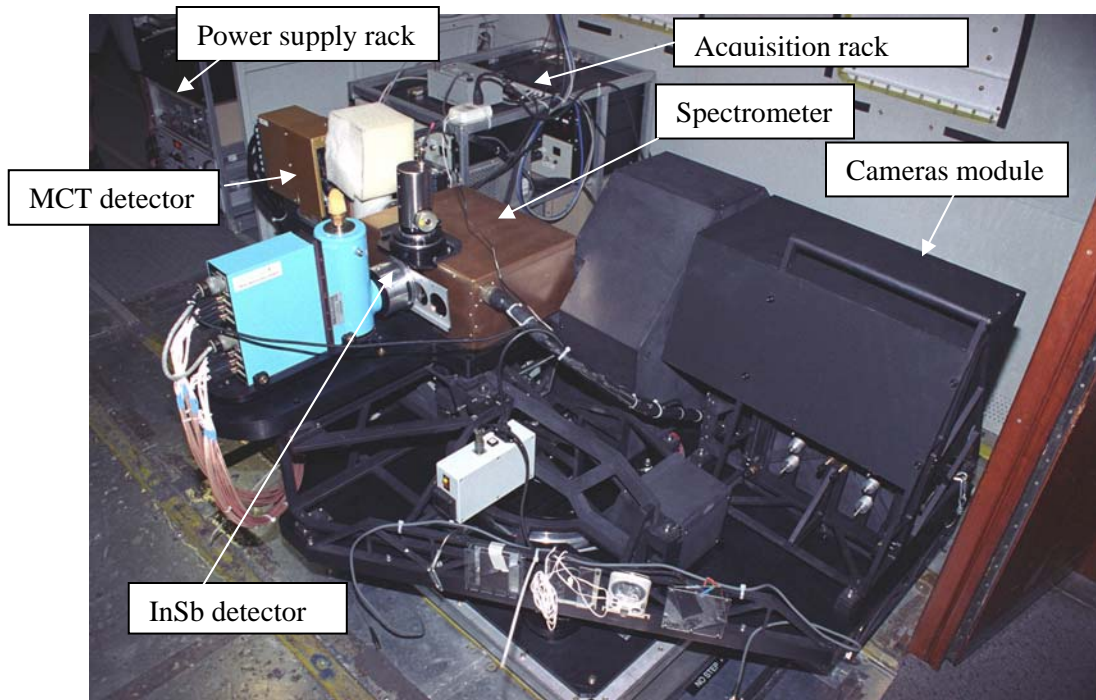 Power supply rack
Acquisition rack
Spectrometer
Cameras module
MCT detector
InSb detector
NO STEP